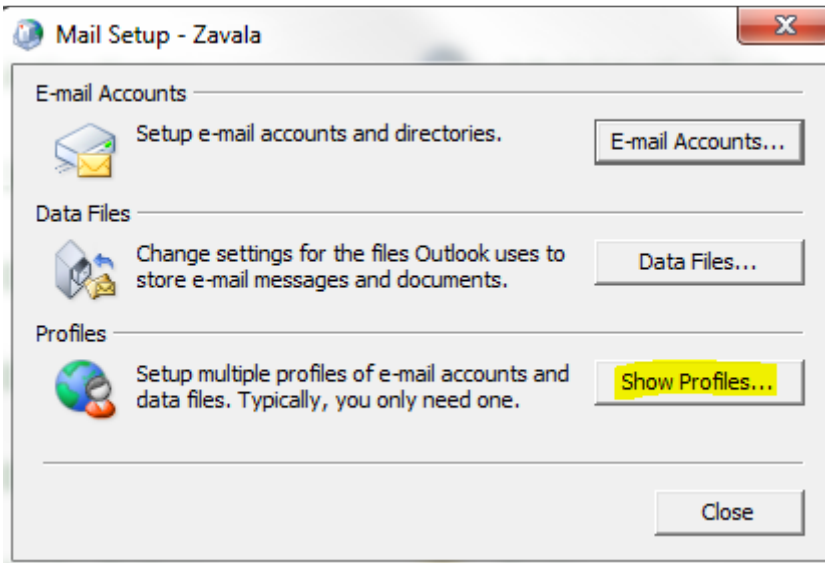 Mail Setup - Zavala
E-mail Accounts
Setup e-mail accounts and directories.
E-mail Accounts...
Data Files
Change settings for the files Outlook uses to
store e-mail messages and documents.
Data Files...
Profiles
Setup multiple profiles of e-mail accounts and
data files. Typically, you only need one.
Show Profiles...
Close